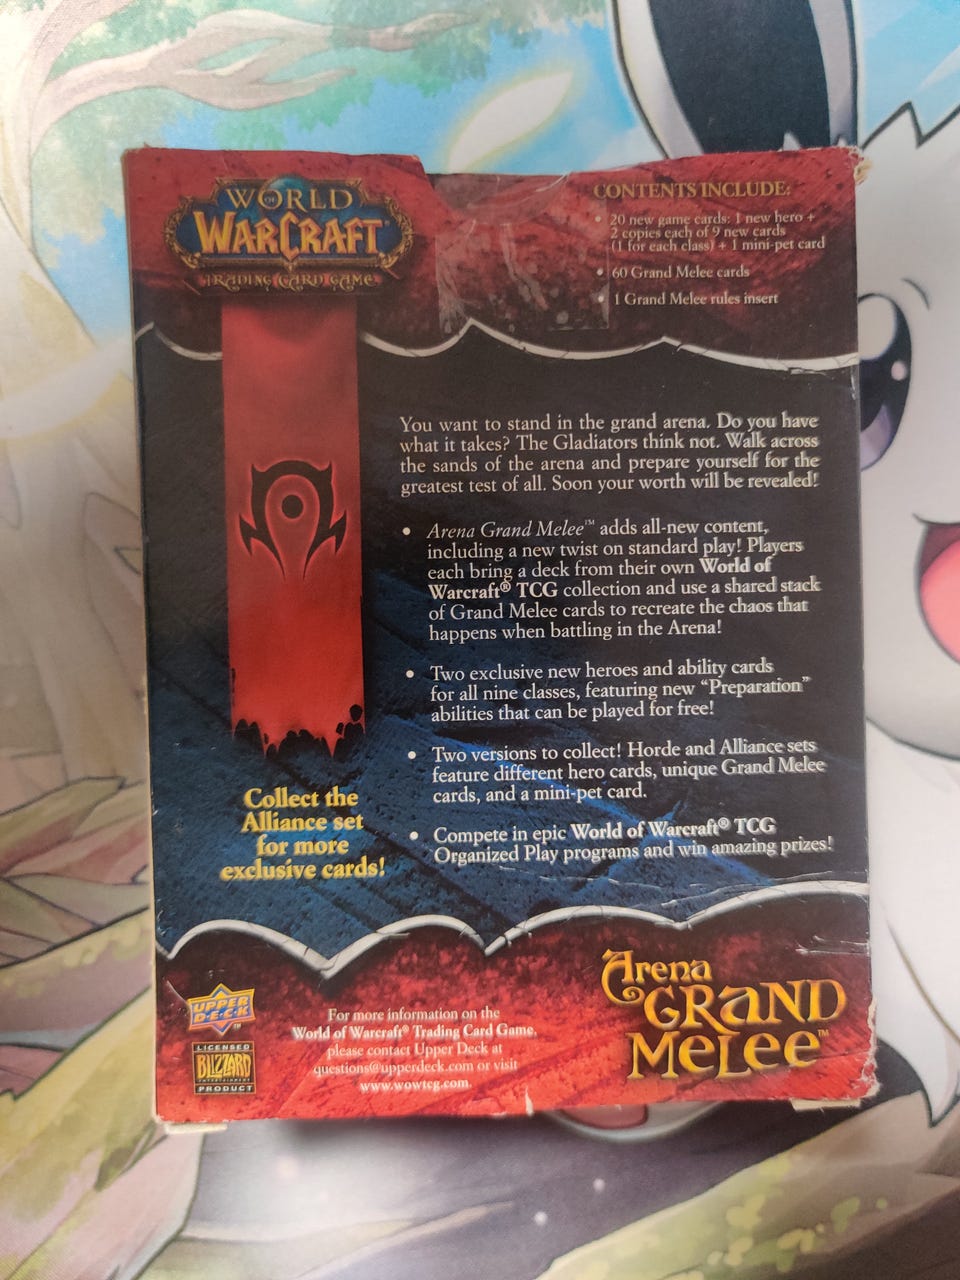 WORLD
OF
WARCRAFT
TRADING CARD GAME
CONTENTS INCLUDE:
• 20 new game cards: 1 new hero +
2 copies each of 9 new cards
(1 for each class) + 1 mini-pet card
• 60 Grand Melee cards
• 1 Grand Melee rules insert
You want to stand in the grand arena. Do you have
what it takes? The Gladiators think not. Walk across
the sands of the arena and prepare yourself for the
greatest test of all. Soon your worth will be revealed!
• Arena Grand Melee™ adds all-new content,
including a new twist on standard play! Players
each bring a deck from their own World of
Warcraft® TCG collection and use a shared stack
of Grand Melee cards to recreate the chaos that
happens when battling in the Arena!
• Two exclusive new heroes and ability cards
for all nine classes, featuring new “Preparation”
abilities that can be played for free!
• Two versions to collect! Horde and Alliance sets
feature different hero cards, unique Grand Melee
cards, and a mini-pet card.
• Compete in epic World of Warcraft® TCG
Organized Play programs and win amazing prizes!
Collect the
Alliance set
for more
exclusive cards!
UPPER
D·E·C·K™
LICENSED
BLIZZARD
ENTERTAINMENT
PRODUCT
For more information on the
World of Warcraft® Trading Card Game,
please contact Upper Deck at
questions@upperdeck.com or visit
www.wowtcg.com.
Arena
GRAND
MELEE™